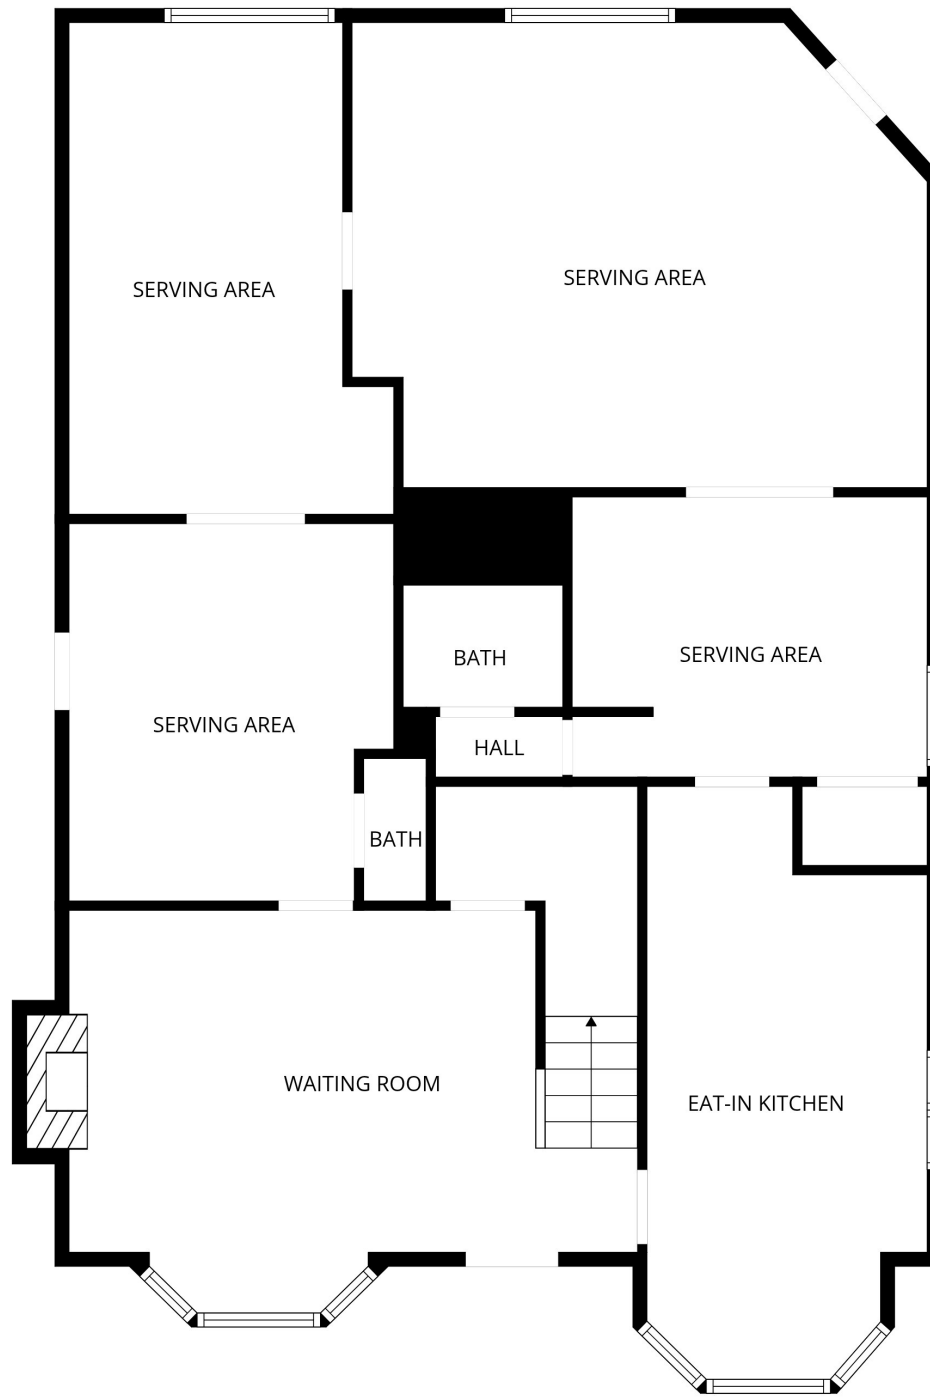 SERVING AREA
SERVING AREA
BATH
SERVING AREA
SERVING AREA
HALL
BATH
WAITING ROOM
EAT-IN KITCHEN